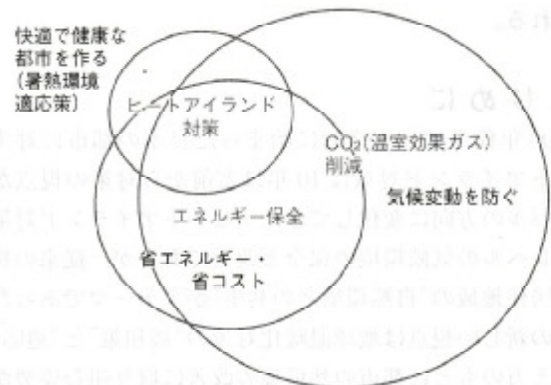 れる。
快適で健康な
都市を作る
(暑熱環境
適応策)
ヒートアイランド
対策
CO₂(温室効果ガス)
削減
気候変動を防ぐ
エネルギー保全
省エネルギー・
省コスト